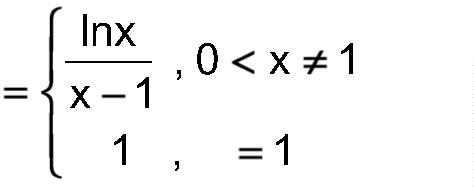 = { lnx / x − 1 , 0 < x ≠ 1
1 , = 1